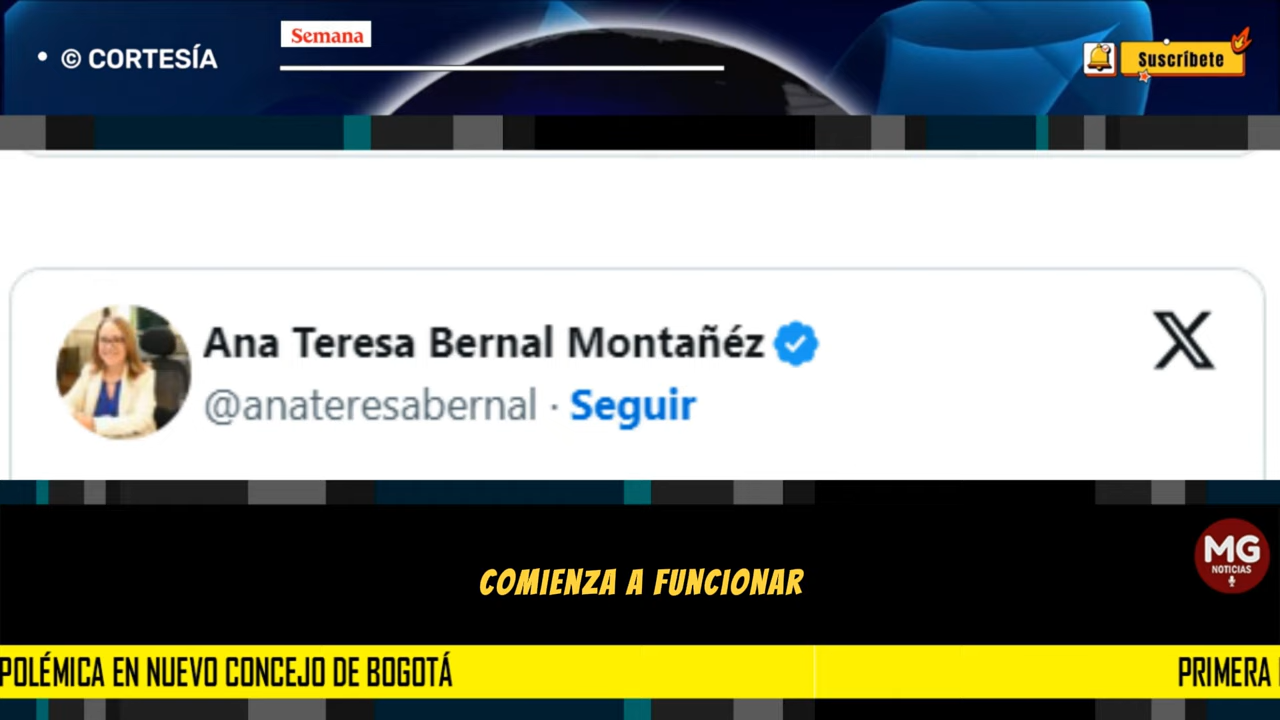 • © CORTESÍA
Semana
Suscríbete
Ana Teresa Bernal Montañéz
@anateresabernal · Seguir
X
COMIENZA A FUNCIONAR
MG
NOTICIAS
POLÉMICA EN NUEVO CONCEJO DE BOGOTÁ
PRIMERA